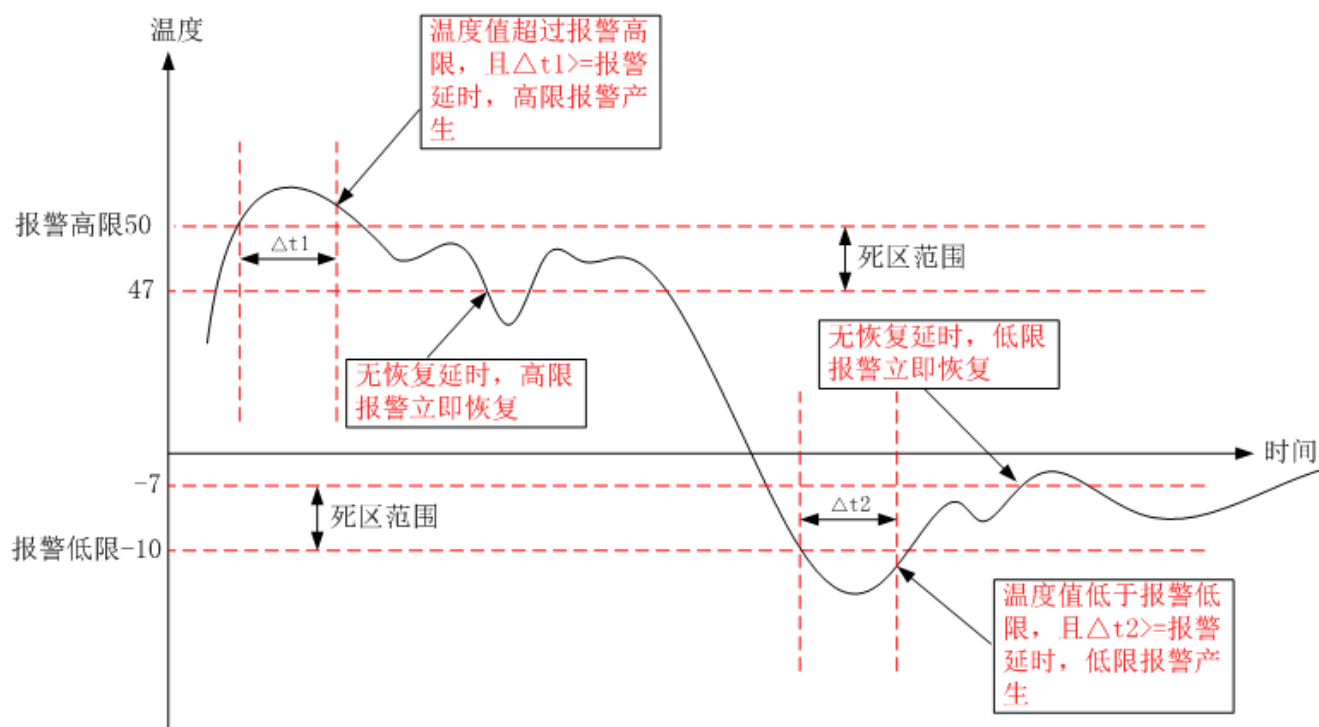 温度
温度值超过报警高
限，且△t1>=报警
延时，高限报警产
生
报警高限50
△t1
死区范围
47
无恢复延时，低限
报警立即恢复
无恢复延时，高限
报警立即恢复
时间
-7
△t2
死区范围
报警低限-10
温度值低于报警低
限，且△t2>=报警
延时，低限报警产
生